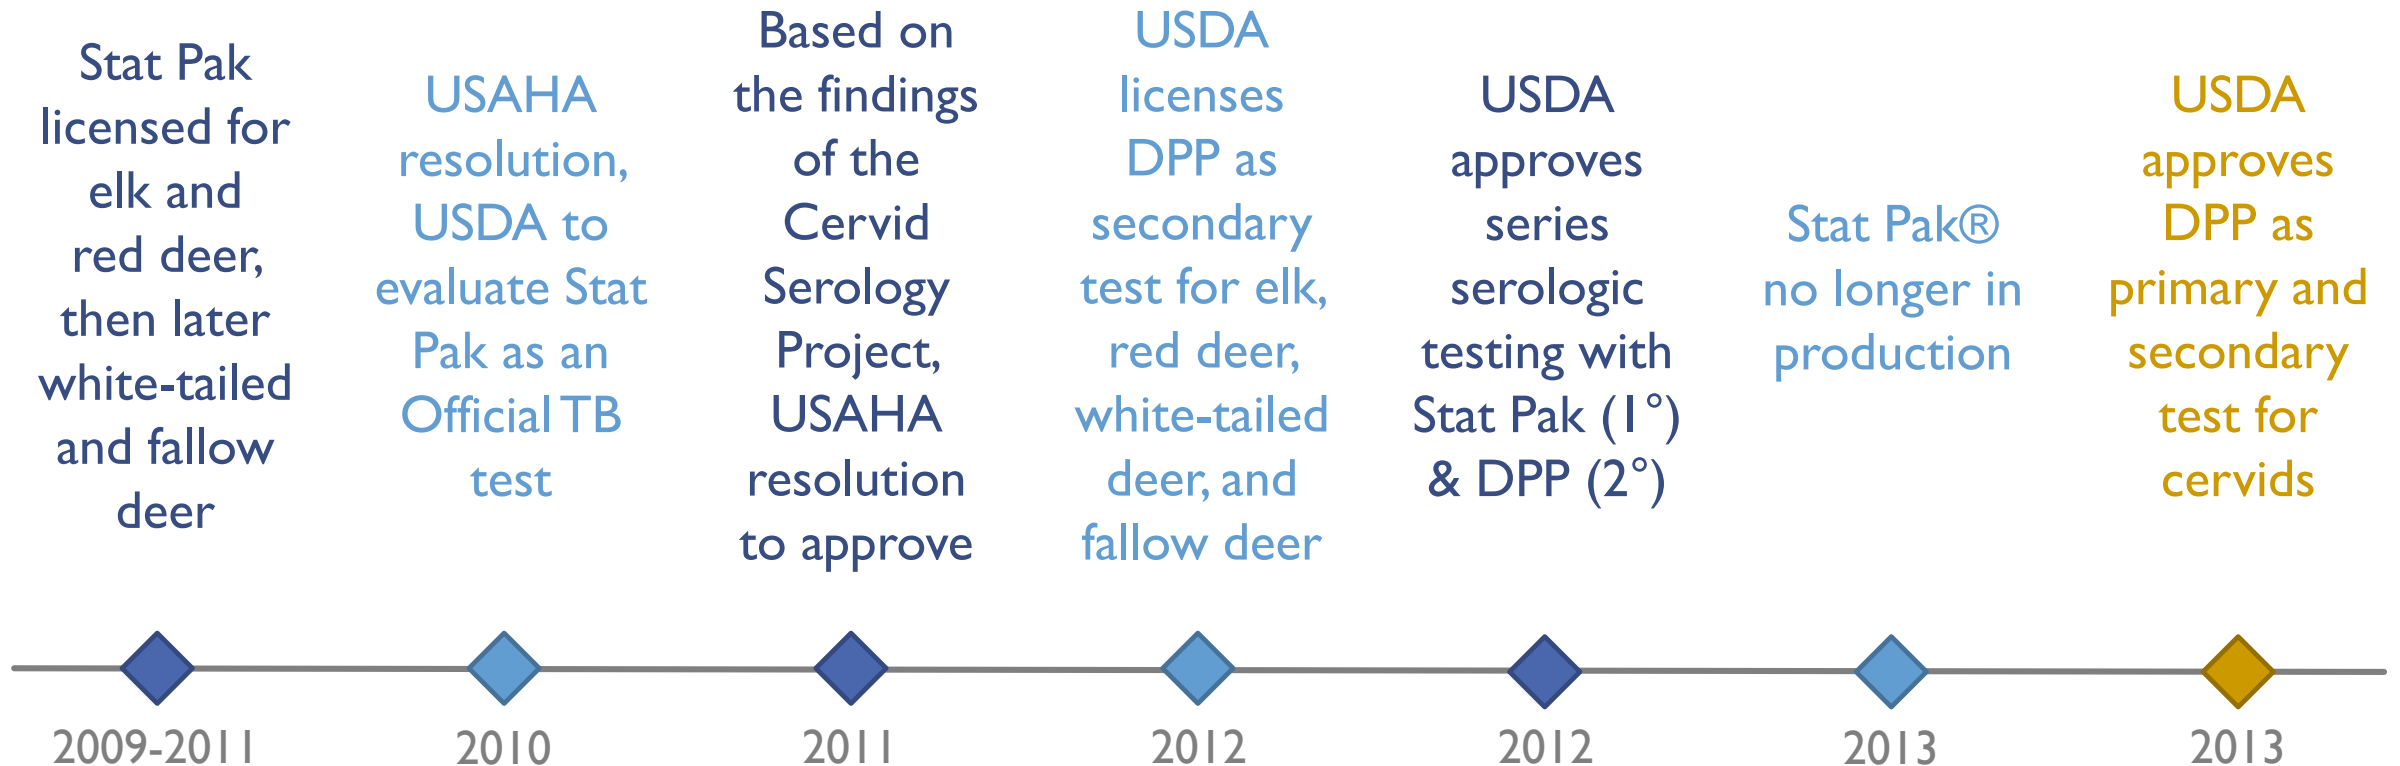 Stat Pak
licensed for
elk and
red deer,
then later
white-tailed
and fallow
deer
2009-2011
USAHA
resolution,
USDA to
evaluate Stat
Pak as an
Official TB
test
2010
Based on
the findings
of the
Cervid
Serology
Project,
USAHA
resolution
to approve
2011
USDA
licenses
DPP as
secondary
test for elk,
red deer,
white-tailed
deer, and
fallow deer
2012
USDA
approves
series
serologic
testing with
Stat Pak (1°)
& DPP (2°)
2012
Stat Pak®
no longer in
production
2013
USDA
approves
DPP as
primary and
secondary
test for
cervids
2013